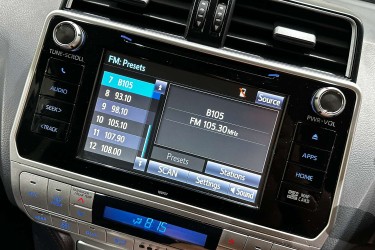 TUNE•SCROLL
AUDIO
SEEK>
<TRACK
FM: Presets
7 B105
8 93.10
9 98.10
10 105.10
11 107.90
12 108.00
Source
B105
FM 105.30 MHz
Presets
Stations
SCAN
Settings
Sound
PWR•VOL
APPS
HOME